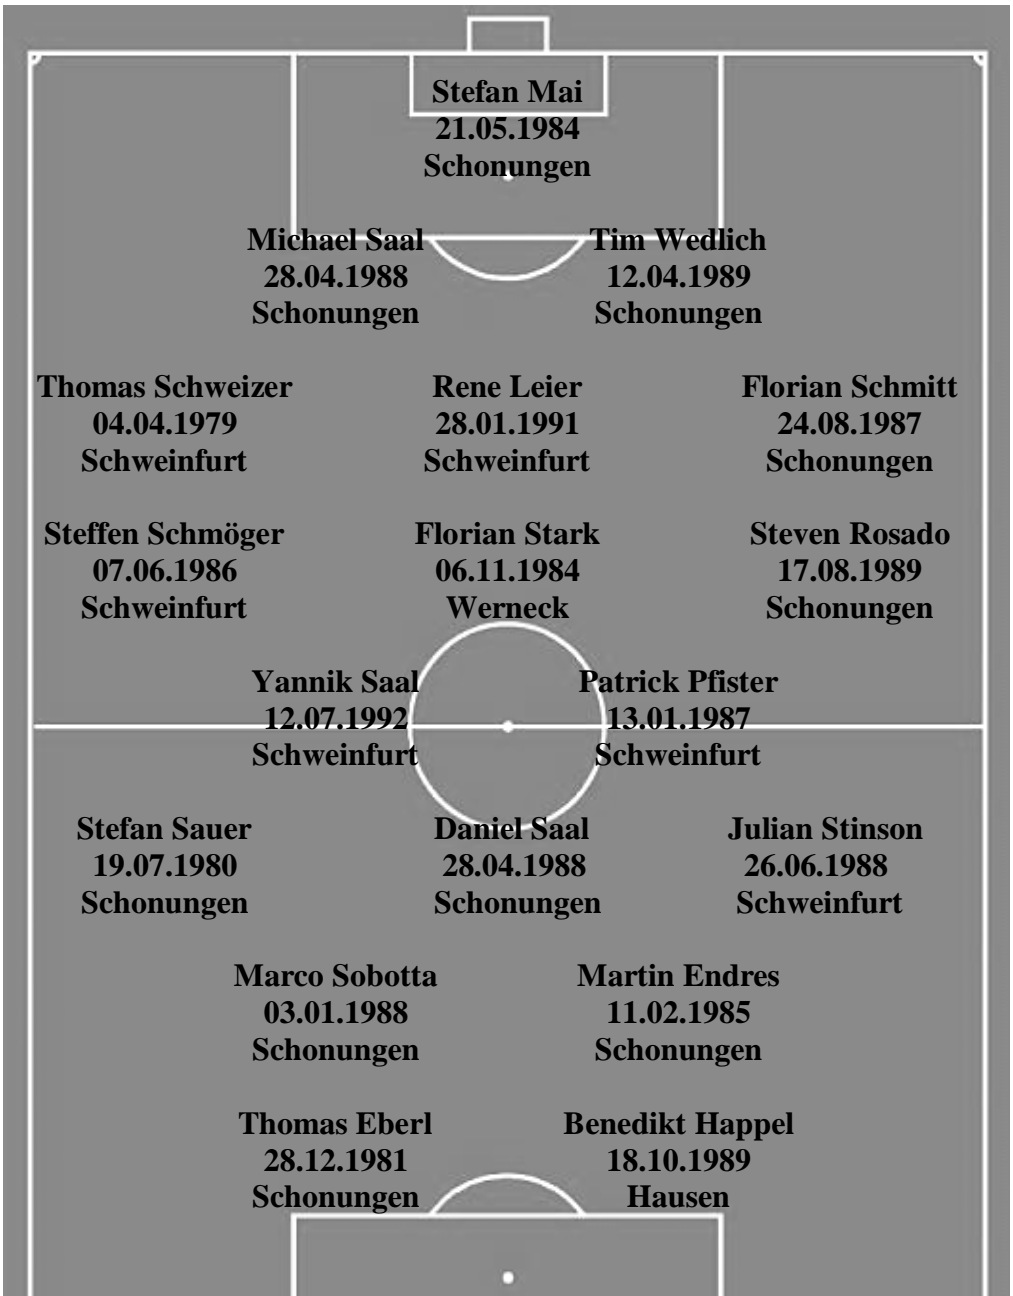 Stefan Mai
21.05.1984
Schonungen
Michael Saal
28.04.1988
Schonungen
Tim Wedlich
12.04.1989
Schonungen
Thomas Schweizer
04.04.1979
Schweinfurt
Rene Leier
28.01.1991
Schweinfurt
Florian Schmitt
24.08.1987
Schonungen
Steffen Schmöger
07.06.1986
Schweinfurt
Florian Stark
06.11.1984
Werneck
Steven Rosado
17.08.1989
Schonungen
Yannik Saal
12.07.1992
Schweinfurt
Patrick Pfister
13.01.1987
Schweinfurt
Stefan Sauer
19.07.1980
Schonungen
Daniel Saal
28.04.1988
Schonungen
Julian Stinson
26.06.1988
Schweinfurt
Marco Sobotta
03.01.1988
Schonungen
Martin Endres
11.02.1985
Schonungen
Thomas Eberl
28.12.1981
Schonungen
Benedikt Happel
18.10.1989
Hausen